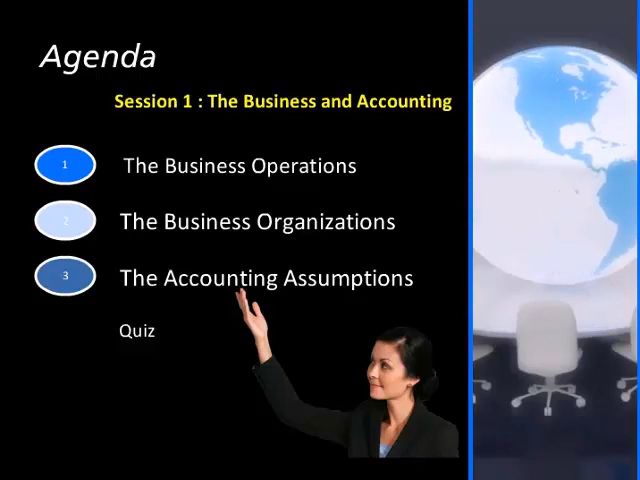 Agenda
Session 1 : The Business and Accounting
1 The Business Operations
2 The Business Organizations
3 The Accounting Assumptions
Quiz